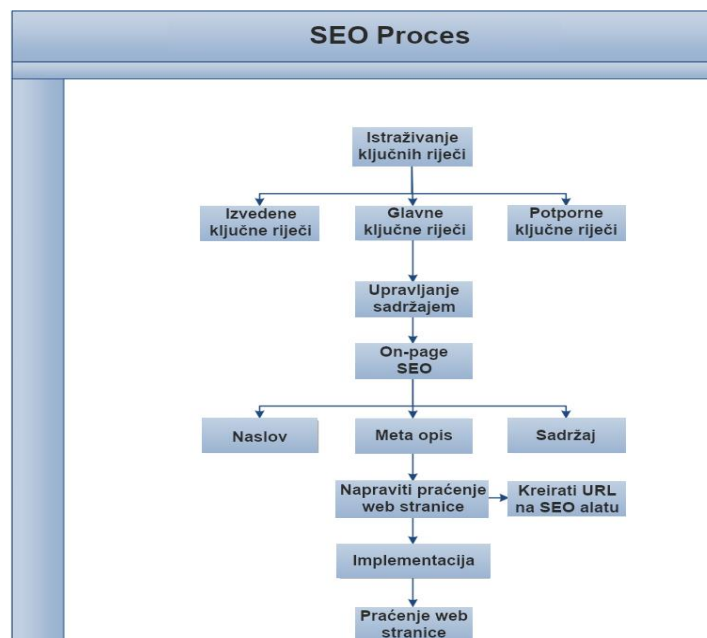 SEO Proces
Istraživanje
ključnih riječi
Izvedene
ključne riječi
Glavne
ključne riječi
Potporne
ključne riječi
Upravljanje
sadržajem
On-page
SEO
Naslov
Meta opis
Sadržaj
Napraviti praćenje
web stranice
Kreirati URL
na SEO alatu
Implementacija
Praćenje web
stranice